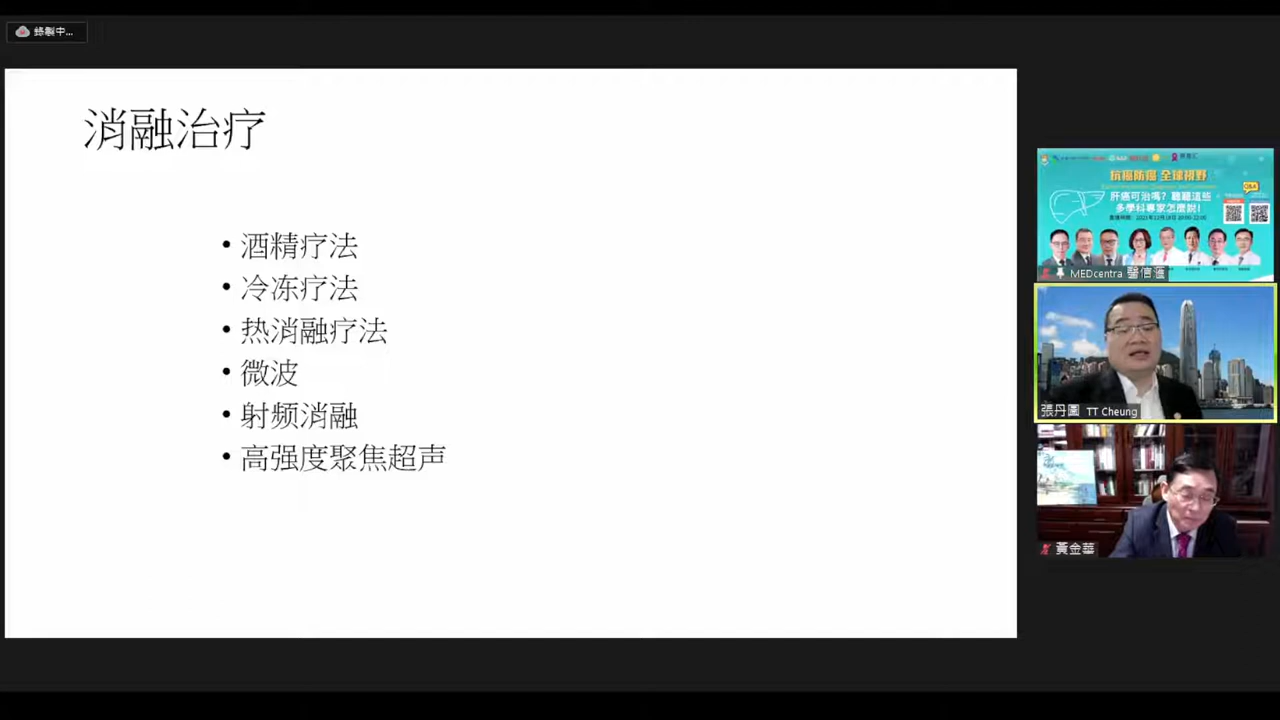 錄製中...
消融治疗
• 酒精疗法
• 冷冻疗法
• 热消融疗法
• 微波
• 射频消融
• 高强度聚焦超声
抗癌防癌 全球視野
Q&A
肝癌可治嗎? 聽聽這些
多學科專家怎麼說!
MEDcentra 醫信滙
張丹圖 TT Cheung
黃金華